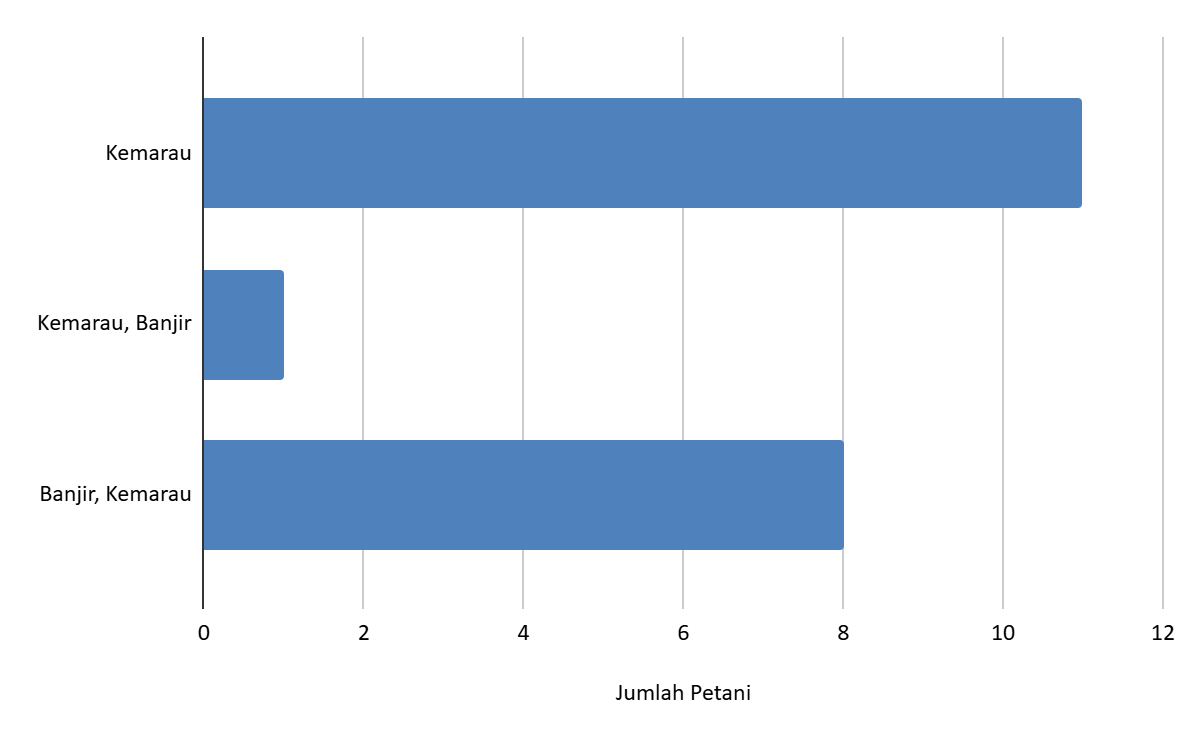 Kemarau
Kemarau, Banjir
Banjir, Kemarau
0 2 4 6 8 10 12
Jumlah Petani